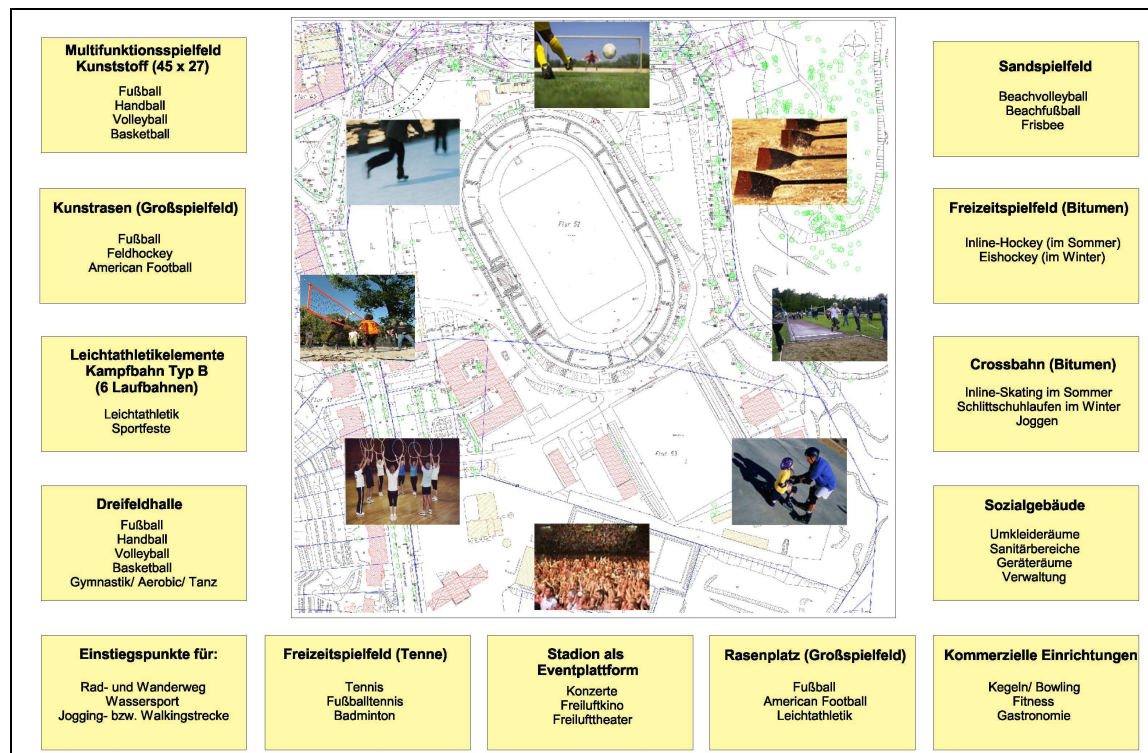 Multifunktionsspielfeld
Kunststoff (45 x 27)
Fußball
Handball
Volleyball
Basketball
Kunstrasen (Großspielfeld)
Fußball
Feldhockey
American Football
Leichtathletikelemente
Kampfbahn Typ B
(6 Laufbahnen)
Leichtathletik
Sportfeste
Dreifeldhalle
Fußball
Handball
Volleyball
Basketball
Gymnastik/ Aerobic/ Tanz
Flur 52
Flur 51
Flur 53
Sandspielfeld
Beachvolleyball
Beachfußball
Frisbee
Freizeitspielfeld (Bitumen)
Inline-Hockey (im Sommer)
Eishockey (im Winter)
Crossbahn (Bitumen)
Inline-Skating im Sommer
Schlittschuhlaufen im Winter
Joggen
Sozialgebäude
Umkleideräume
Sanitärbereiche
Geräteräume
Verwaltung
Einstiegspunkte für:
Rad- und Wanderweg
Wassersport
Jogging- bzw. Walkingstrecke
Freizeitspielfeld (Tenne)
Tennis
Fußballtennis
Badminton
Stadion als
Eventplattform
Konzerte
Freiluftkino
Freilufttheater
Rasenplatz (Großspielfeld)
Fußball
American Football
Leichtathletik
Kommerzielle Einrichtungen
Kegeln/ Bowling
Fitness
Gastronomie